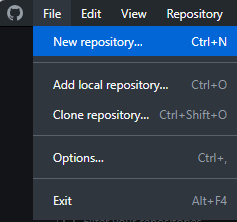 File Edit View Repository
New repository... Ctrl+N
Add local repository... Ctrl+O
Clone repository... Ctrl+Shift+O
Options... Ctrl+,
Exit Alt+F4